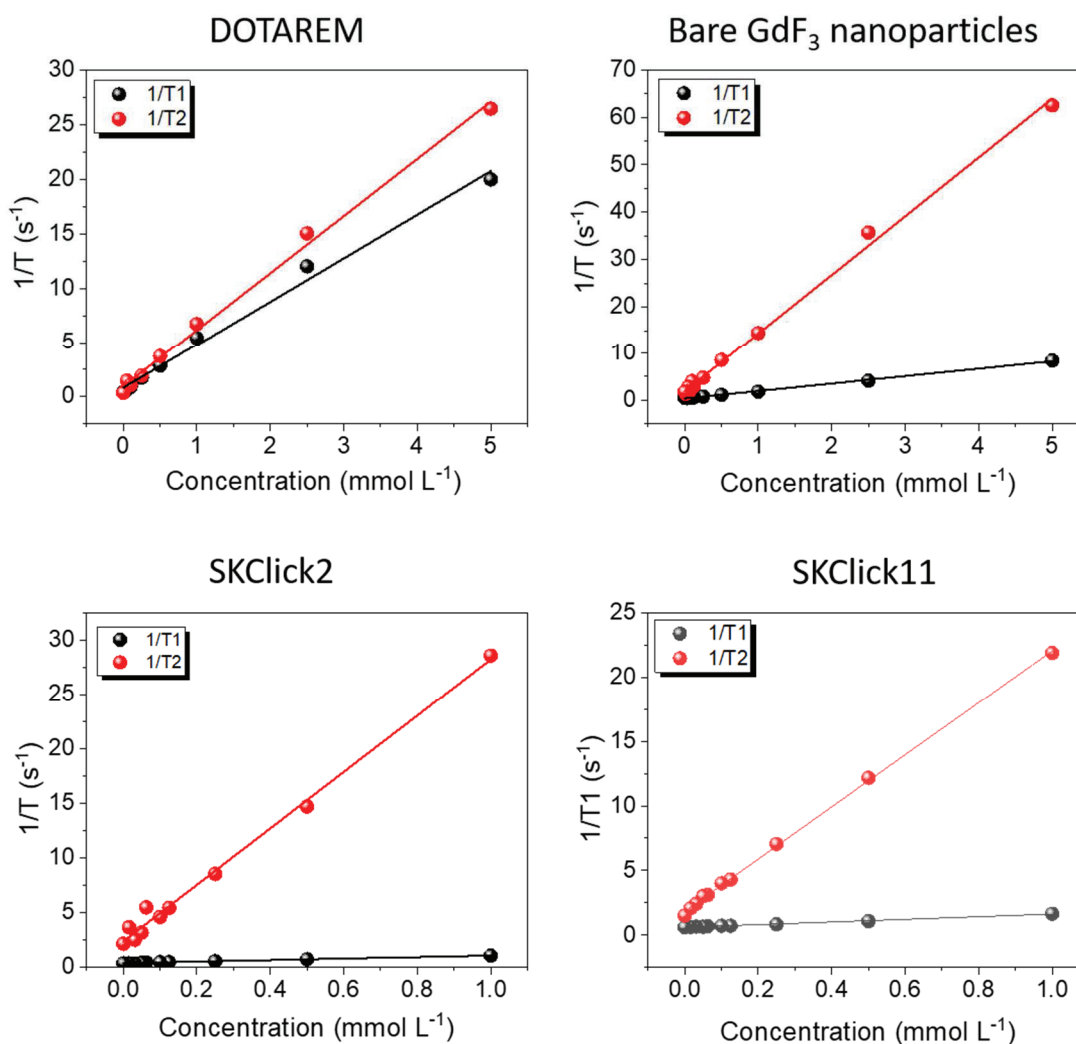 DOTAREM
30
25
20
15
10
5
0
1/T (s⁻¹)
1/T1
1/T2
0 1 2 3 4 5
Concentration (mmol L⁻¹)
Bare GdF₃ nanoparticles
70
60
50
40
30
20
10
0
1/T (s⁻¹)
1/T1
1/T2
0 1 2 3 4 5
Concentration (mmol L⁻¹)
SKClick2
30
25
20
15
10
5
0
1/T (s⁻¹)
1/T1
1/T2
0.0 0.2 0.4 0.6 0.8 1.0
Concentration (mmol L⁻¹)
SKClick11
25
20
15
10
5
0
1/T1 (s⁻¹)
1/T1
1/T2
0.0 0.2 0.4 0.6 0.8 1.0
Concentration (mmol L⁻¹)